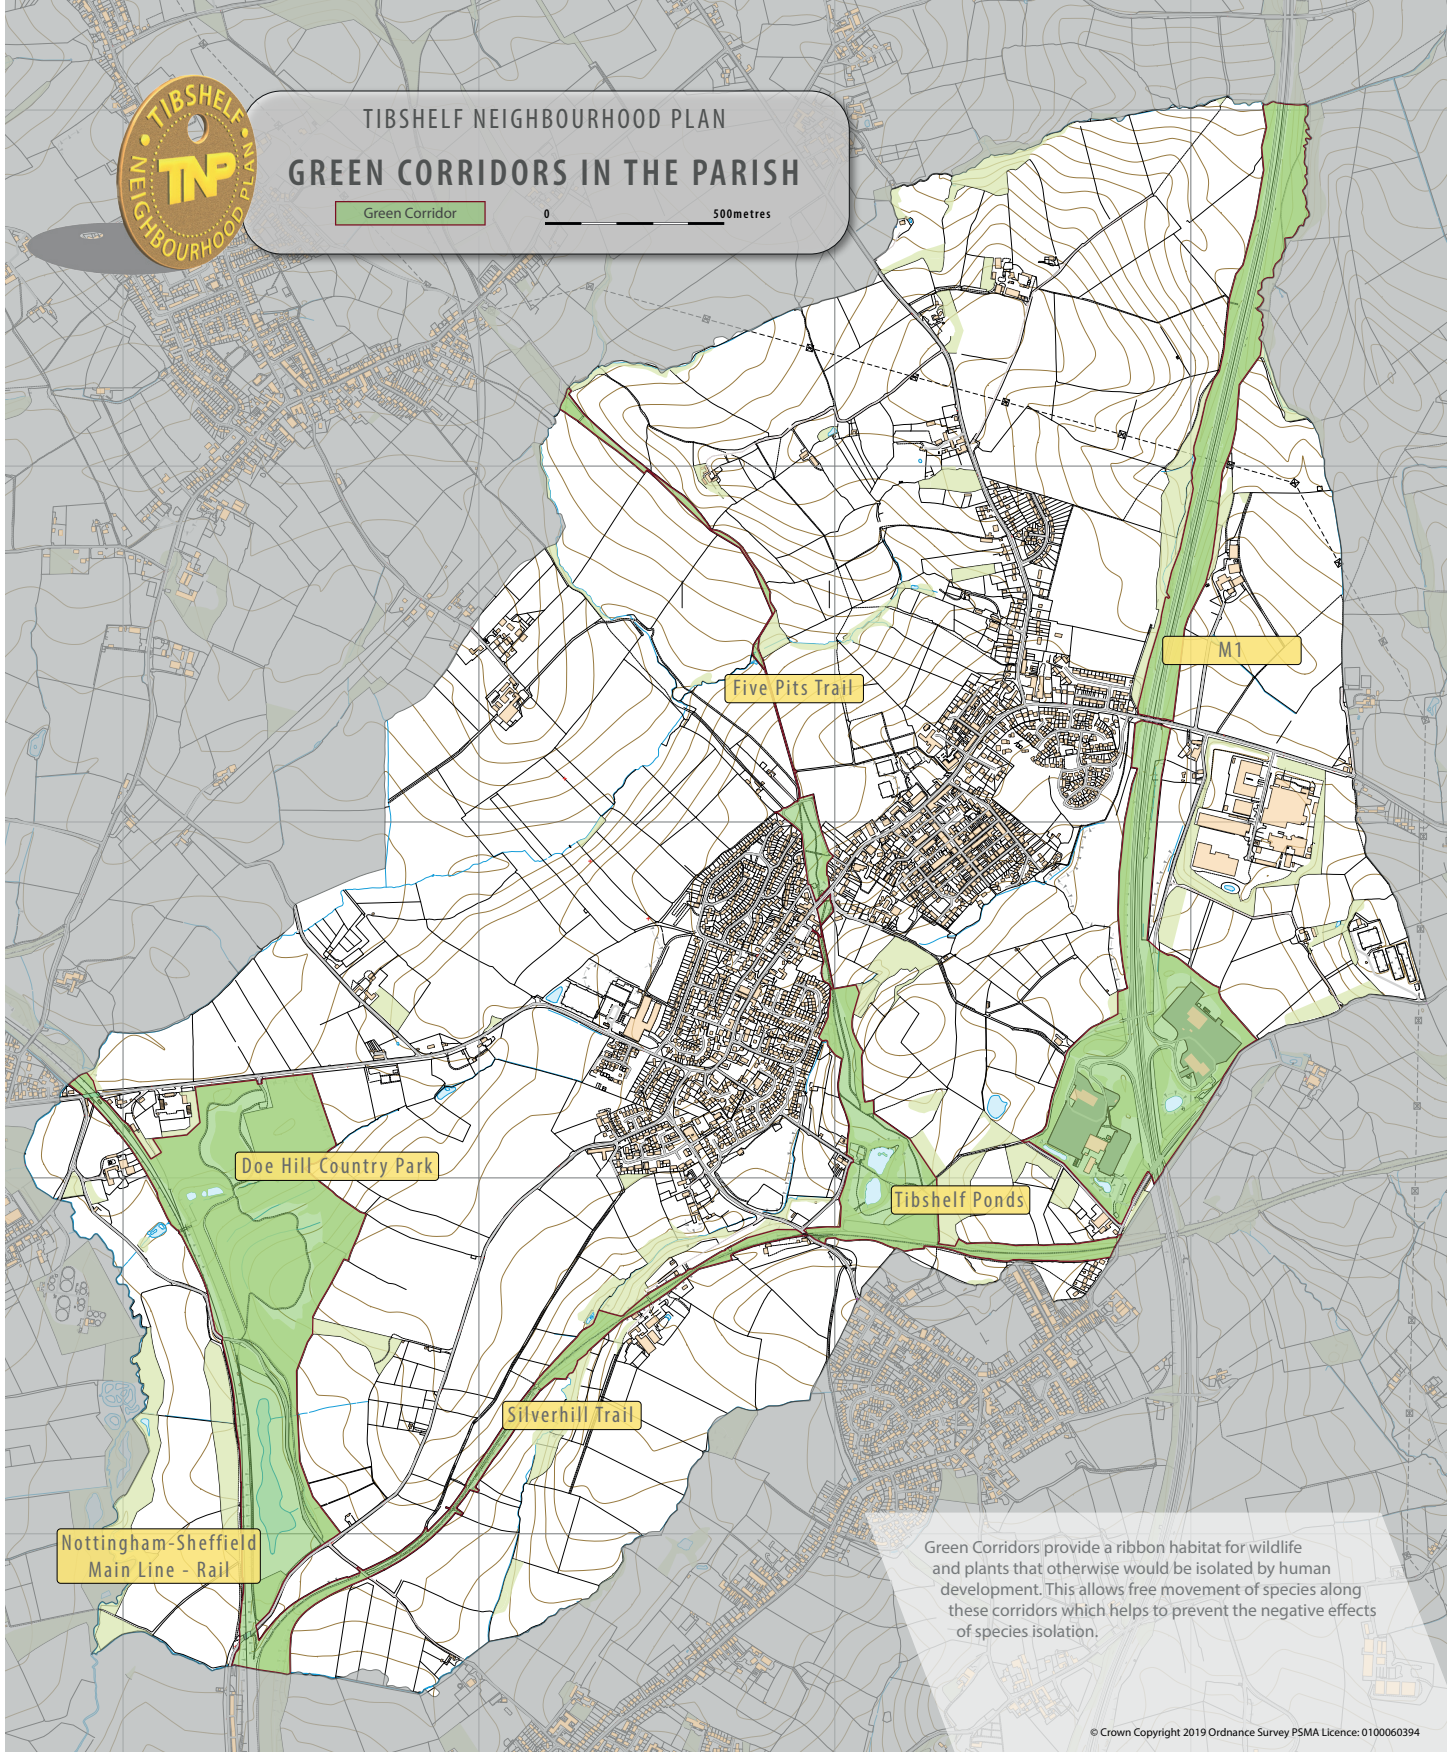 TIBSHELF
NEIGHBOURHOOD PLAN
TNP
TIBSHELF NEIGHBOURHOOD PLAN
GREEN CORRIDORS IN THE PARISH
Green Corridor
0 500metres
M1
Five Pits Trail
Doe Hill Country Park
Tibshelf Ponds
Silverhill Trail
Nottingham-Sheffield
Main Line - Rail
Green Corridors provide a ribbon habitat for wildlife
and plants that otherwise would be isolated by human
development. This allows free movement of species along
these corridors which helps to prevent the negative effects
of species isolation.
© Crown Copyright 2019 Ordnance Survey PSMA Licence: 0100060394